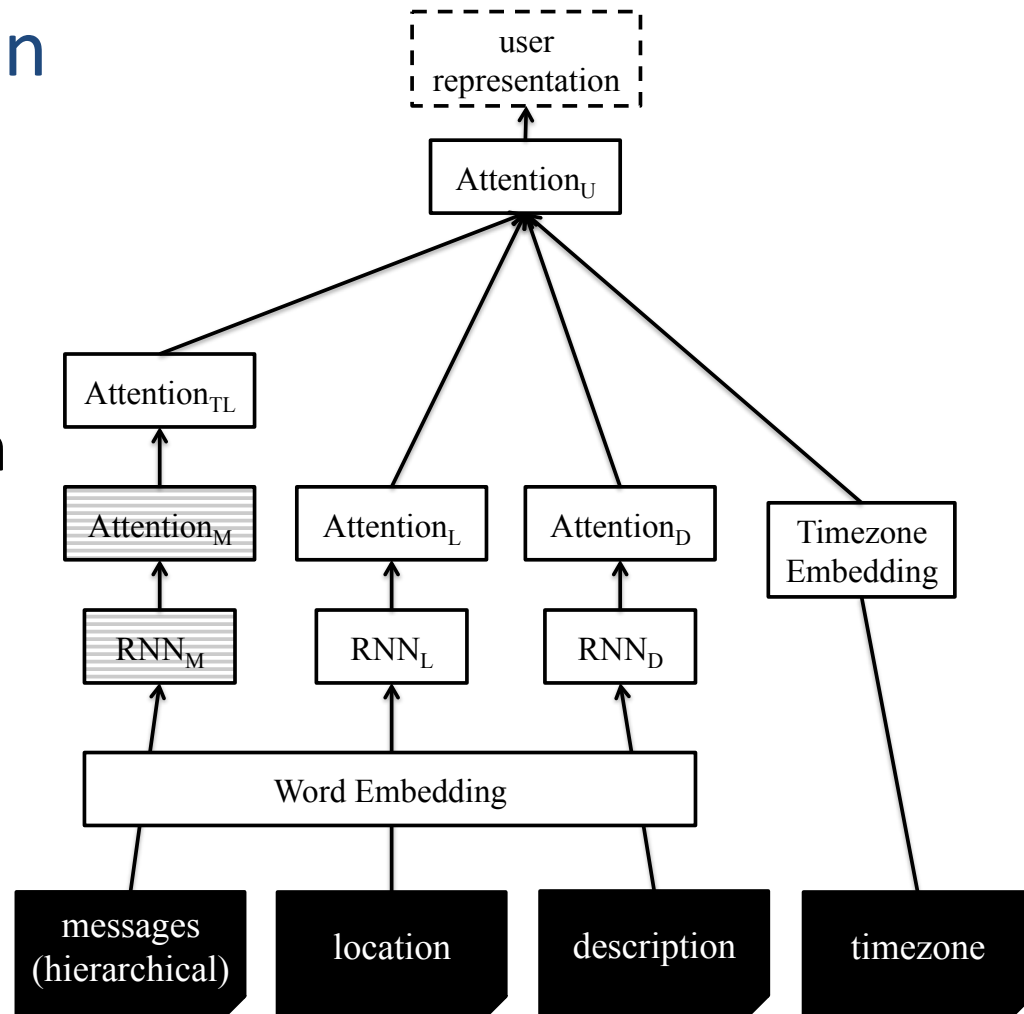 n
user
representation
Attention_U
Attention_TL
n
Attention_M
Attention_L
Attention_D
Timezone
Embedding
RNN_M
RNN_L
RNN_D
Word Embedding
messages
(hierarchical)
location
description
timezone